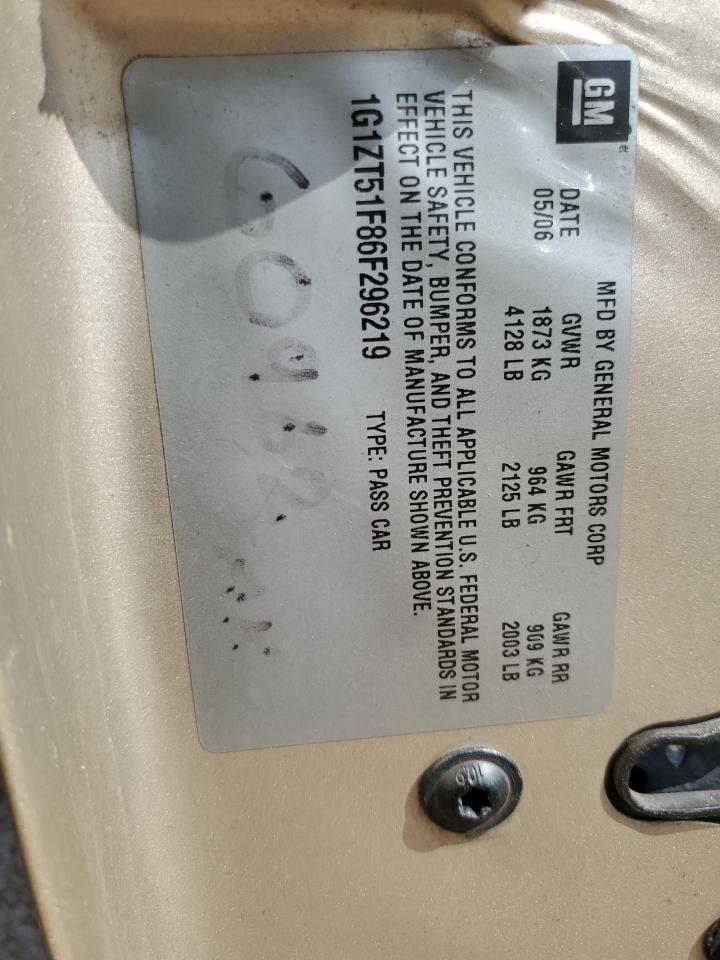 GM
MFD BY GENERAL MOTORS CORP
DATE GVWR GAWR FRT GAWR RR
05/06 1873 KG 964 KG 909 KG
4128 LB 2125 LB 2003 LB
THIS VEHICLE CONFORMS TO ALL APPLICABLE U.S. FEDERAL MOTOR
VEHICLE SAFETY, BUMPER, AND THEFT PREVENTION STANDARDS IN
EFFECT ON THE DATE OF MANUFACTURE SHOWN ABOVE.
1G1ZT51F86F296219 TYPE: PASS CAR